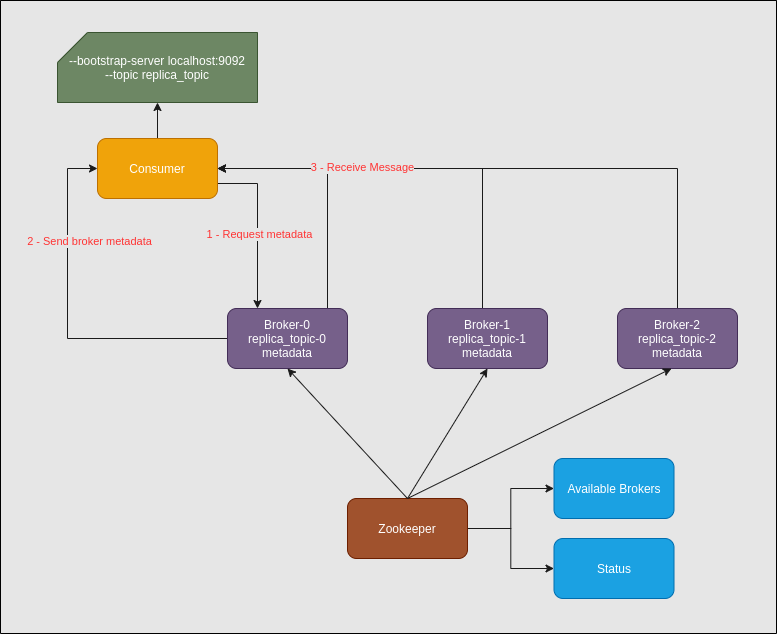 --bootstrap-server localhost:9092
--topic replica_topic
Consumer
3 - Receive Message
1 - Request metadata
2 - Send broker metadata
Broker-0
replica_topic-0
metadata
Broker-1
replica_topic-1
metadata
Broker-2
replica_topic-2
metadata
Available Brokers
Zookeeper
Status